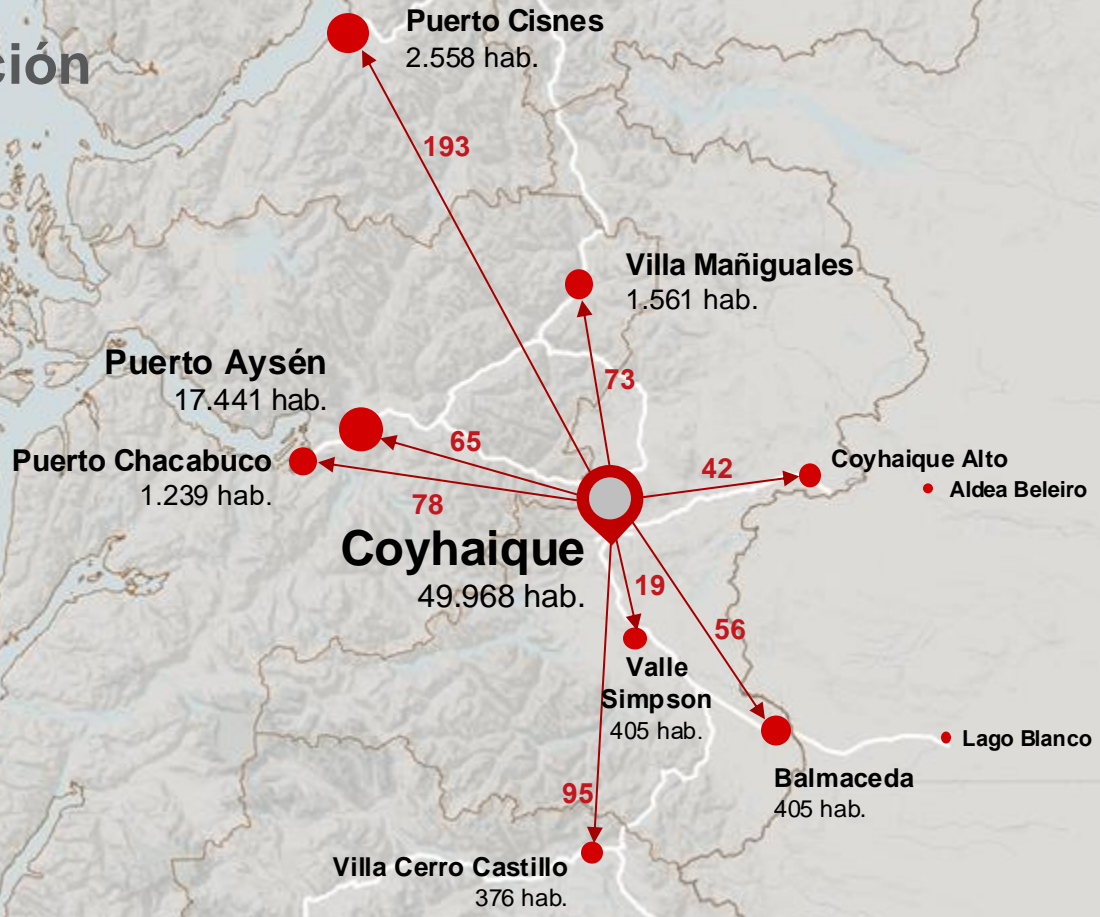 Puerto Cisnes
2.558 hab.
ción
193
Villa Mañiguales
1.561 hab.
Puerto Aysén
17.441 hab.
73
65
Puerto Chacabuco
1.239 hab.
78
42
Coyhaique Alto
Aldea Beleiro
Coyhaique
49.968 hab.
19
56
Valle
Simpson
405 hab.
Lago Blanco
Balmaceda
405 hab.
95
Villa Cerro Castillo
376 hab.